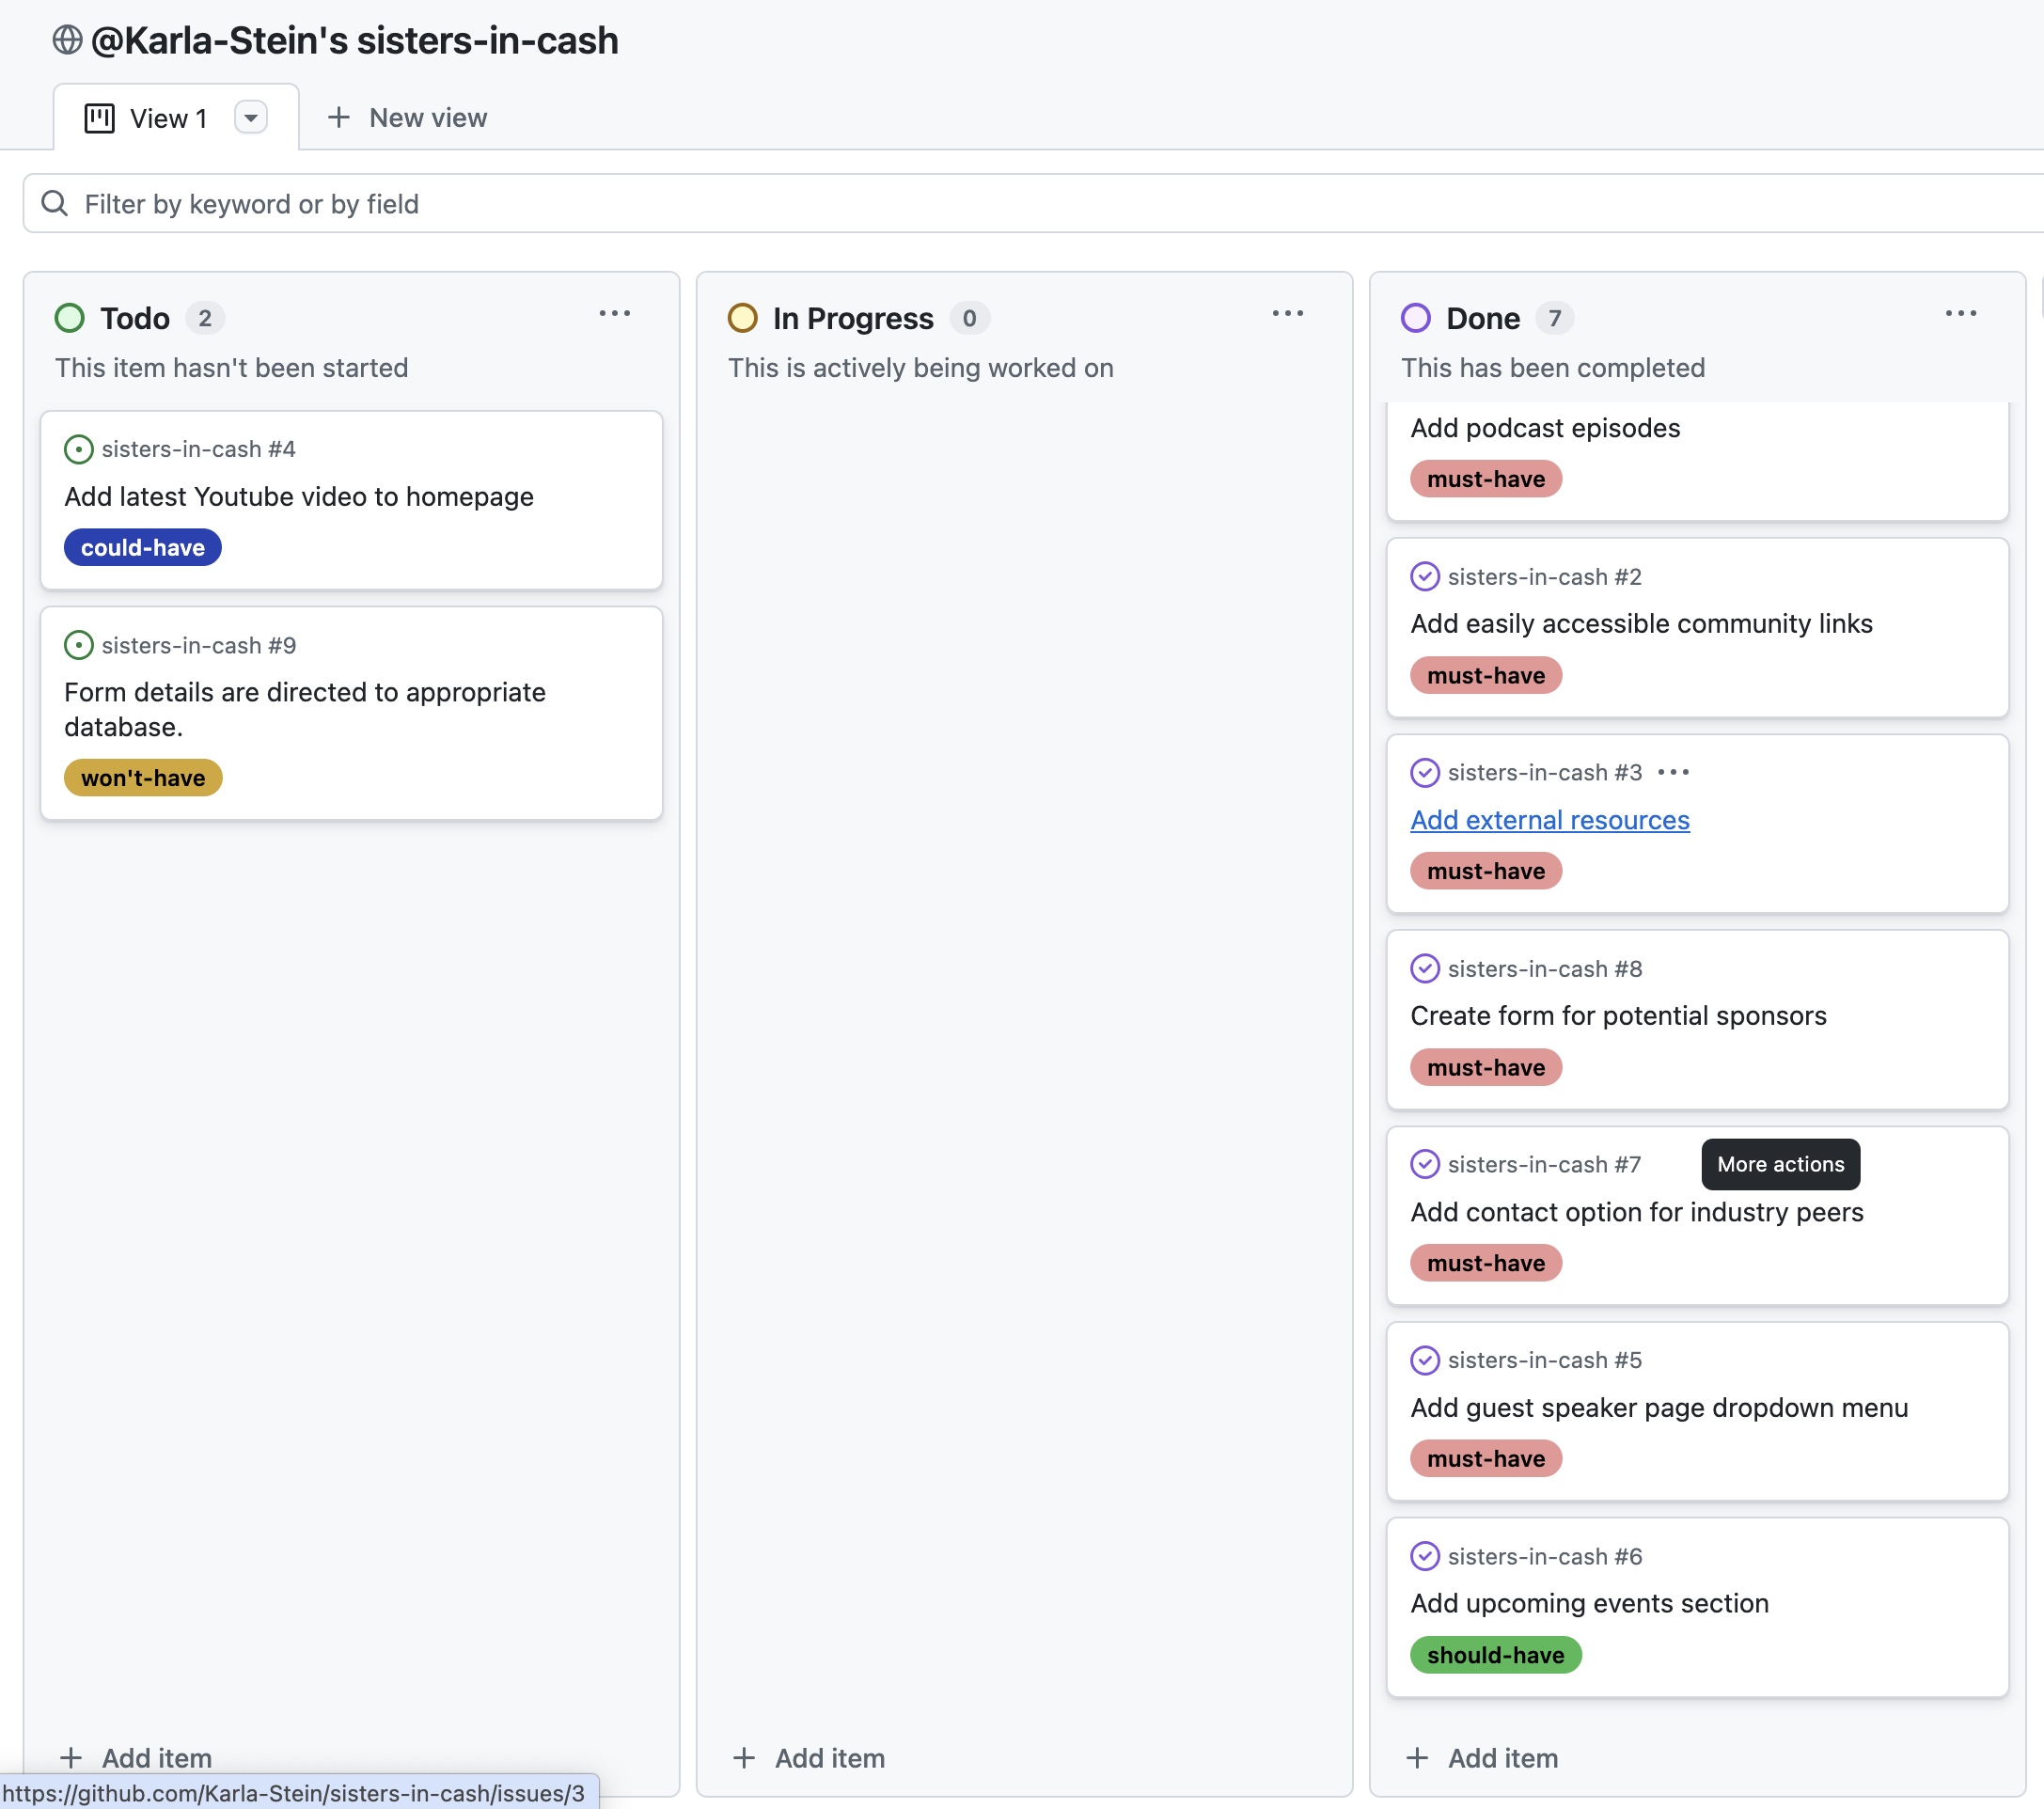 @Karla-Stein's sisters-in-cash
View 1
New view
Filter by keyword or by field
Todo 2
This item hasn't been started
sisters-in-cash #4
Add latest Youtube video to homepage
could-have
sisters-in-cash #9
Form details are directed to appropriate
database.
won't-have
Add item
In Progress 0
This is actively being worked on
Add item
Done 7
This has been completed
Add podcast episodes
must-have
sisters-in-cash #2
Add easily accessible community links
must-have
sisters-in-cash #3
Add external resources
must-have
sisters-in-cash #8
Create form for potential sponsors
must-have
sisters-in-cash #7
More actions
Add contact option for industry peers
must-have
sisters-in-cash #5
Add guest speaker page dropdown menu
must-have
sisters-in-cash #6
Add upcoming events section
should-have
Add item
https://github.com/Karla-Stein/sisters-in-cash/issues/3